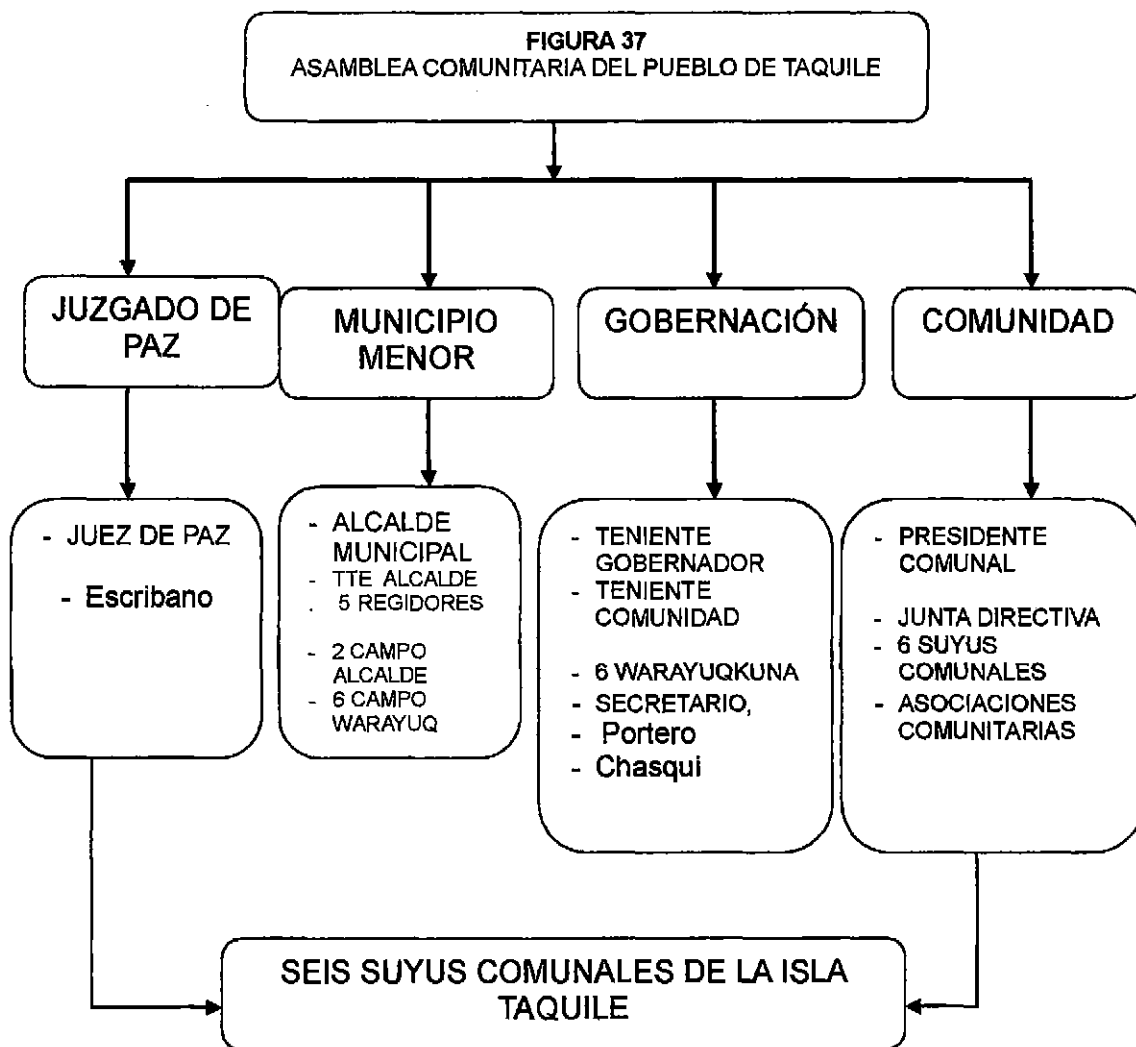 FIGURA 37
ASAMBLEA COMUNITARIA DEL PUEBLO DE TAQUILE
JUZGADO DE
PAZ
MUNICIPIO
MENOR
GOBERNACIÓN
COMUNIDAD
- JUEZ DE PAZ
- Escribano
- ALCALDE
MUNICIPAL
- TTE ALCALDE
. 5 REGIDORES
- 2 CAMPO
ALCALDE
- 6 CAMPO
WARAYUQ
- TENIENTE
GOBERNADOR
- TENIENTE
COMUNIDAD
- 6 WARAYUQKUNA
- SECRETARIO,
- Portero
- Chasqui
- PRESIDENTE
COMUNAL
- JUNTA DIRECTIVA
- 6 SUYUS
COMUNALES
- ASOCIACIONES
COMUNITARIAS
SEIS SUYUS COMUNALES DE LA ISLA
TAQUILE